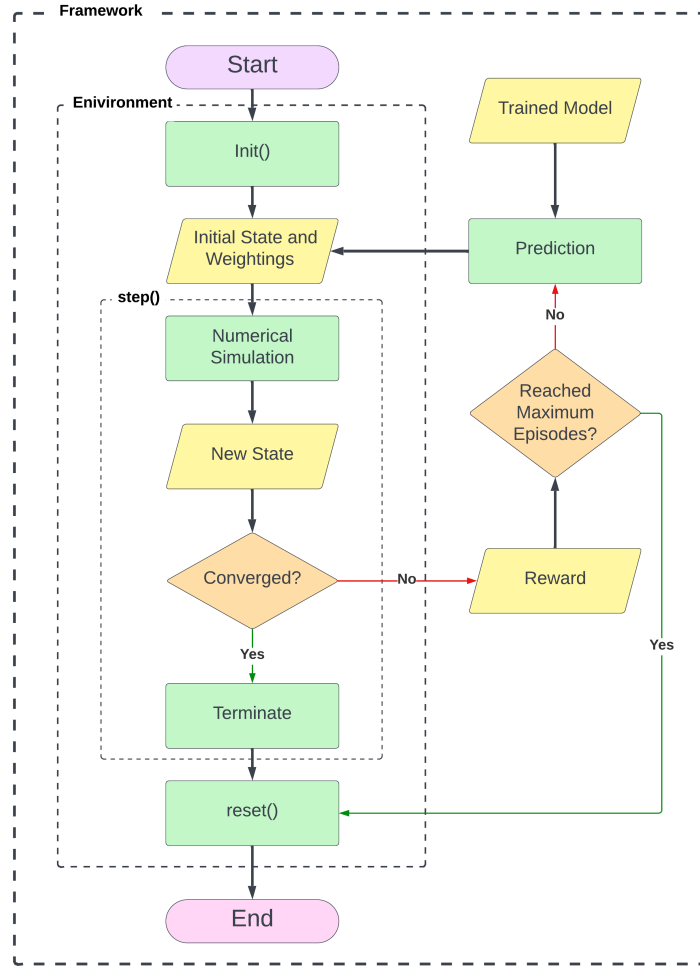 Framework
Start
Enivironment
Init()
Trained Model
Initial State and
Weightings
Prediction
step()
No
Numerical
Simulation
Reached
Maximum
Episodes?
New State
Converged?
No
Reward
Yes
Yes
Terminate
reset()
End